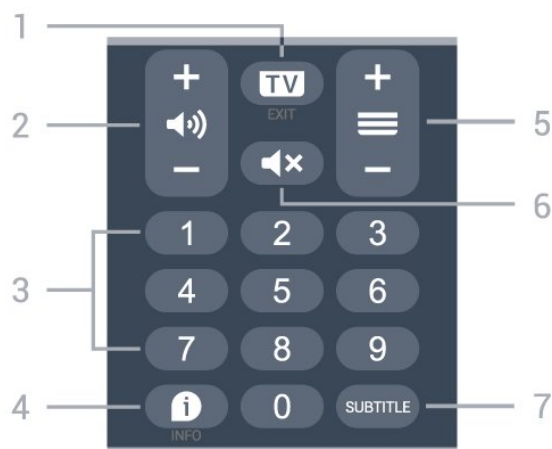 1
+ TV +
EXIT
2 5
- -
6
1 2 3
3
4 5 6
7 8 9
4 i 0 SUBTITLE 7
INFO